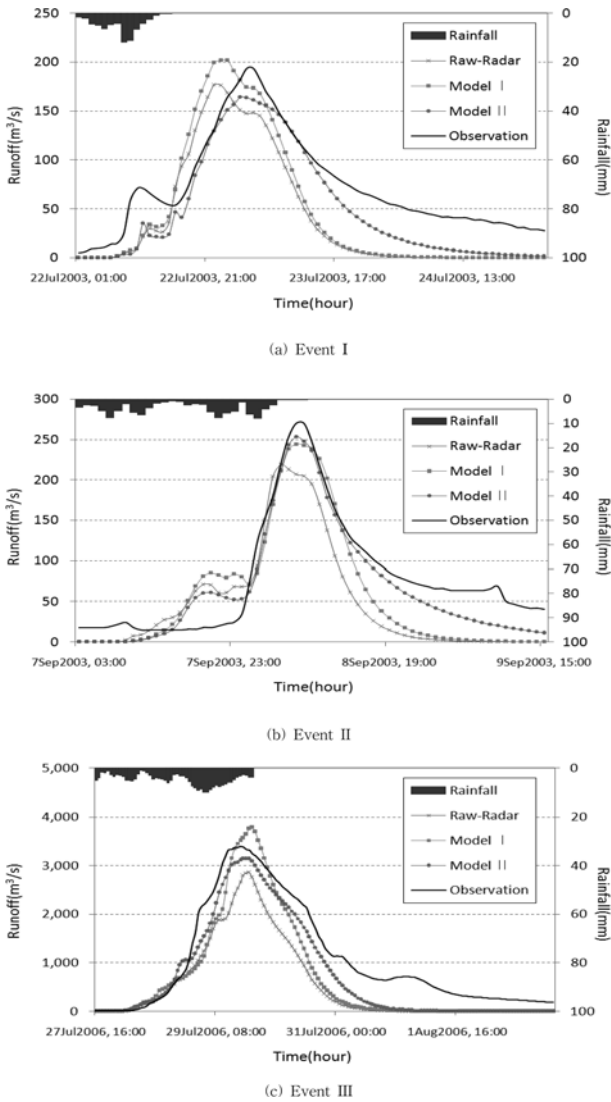 250
200
150
100
50
0
Runoff(m³/s)
0
20
40
60
80
100
Rainfall(mm)
Rainfall
Raw-Radar
Model Ⅰ
Model Ⅱ
Observation
22Jul2003, 01:00
22Jul2003, 21:00
23Jul2003, 17:00
24Jul2003, 13:00
Time(hour)
(a) Event Ⅰ
300
250
200
150
100
50
0
Runoff(m³/s)
0
10
20
30
40
50
60
70
80
90
100
Rainfall(mm)
Rainfall
Raw-Radar
Model Ⅰ
Model Ⅱ
Observation
7Sep2003, 03:00
7Sep2003, 23:00
8Sep2003, 19:00
9Sep2003, 15:00
Time(hour)
(b) Event Ⅱ
5,000
4,000
3,000
2,000
1,000
0
Runoff(m³/s)
0
20
40
60
80
100
Rainfall(mm)
Rainfall
Raw-Radar
Model Ⅰ
Model Ⅱ
Observation
27Jul2006, 16:00
29Jul2006, 08:00
31Jul2006, 00:00
1Aug2006, 16:00
Time(hour)
(c) Event Ⅲ